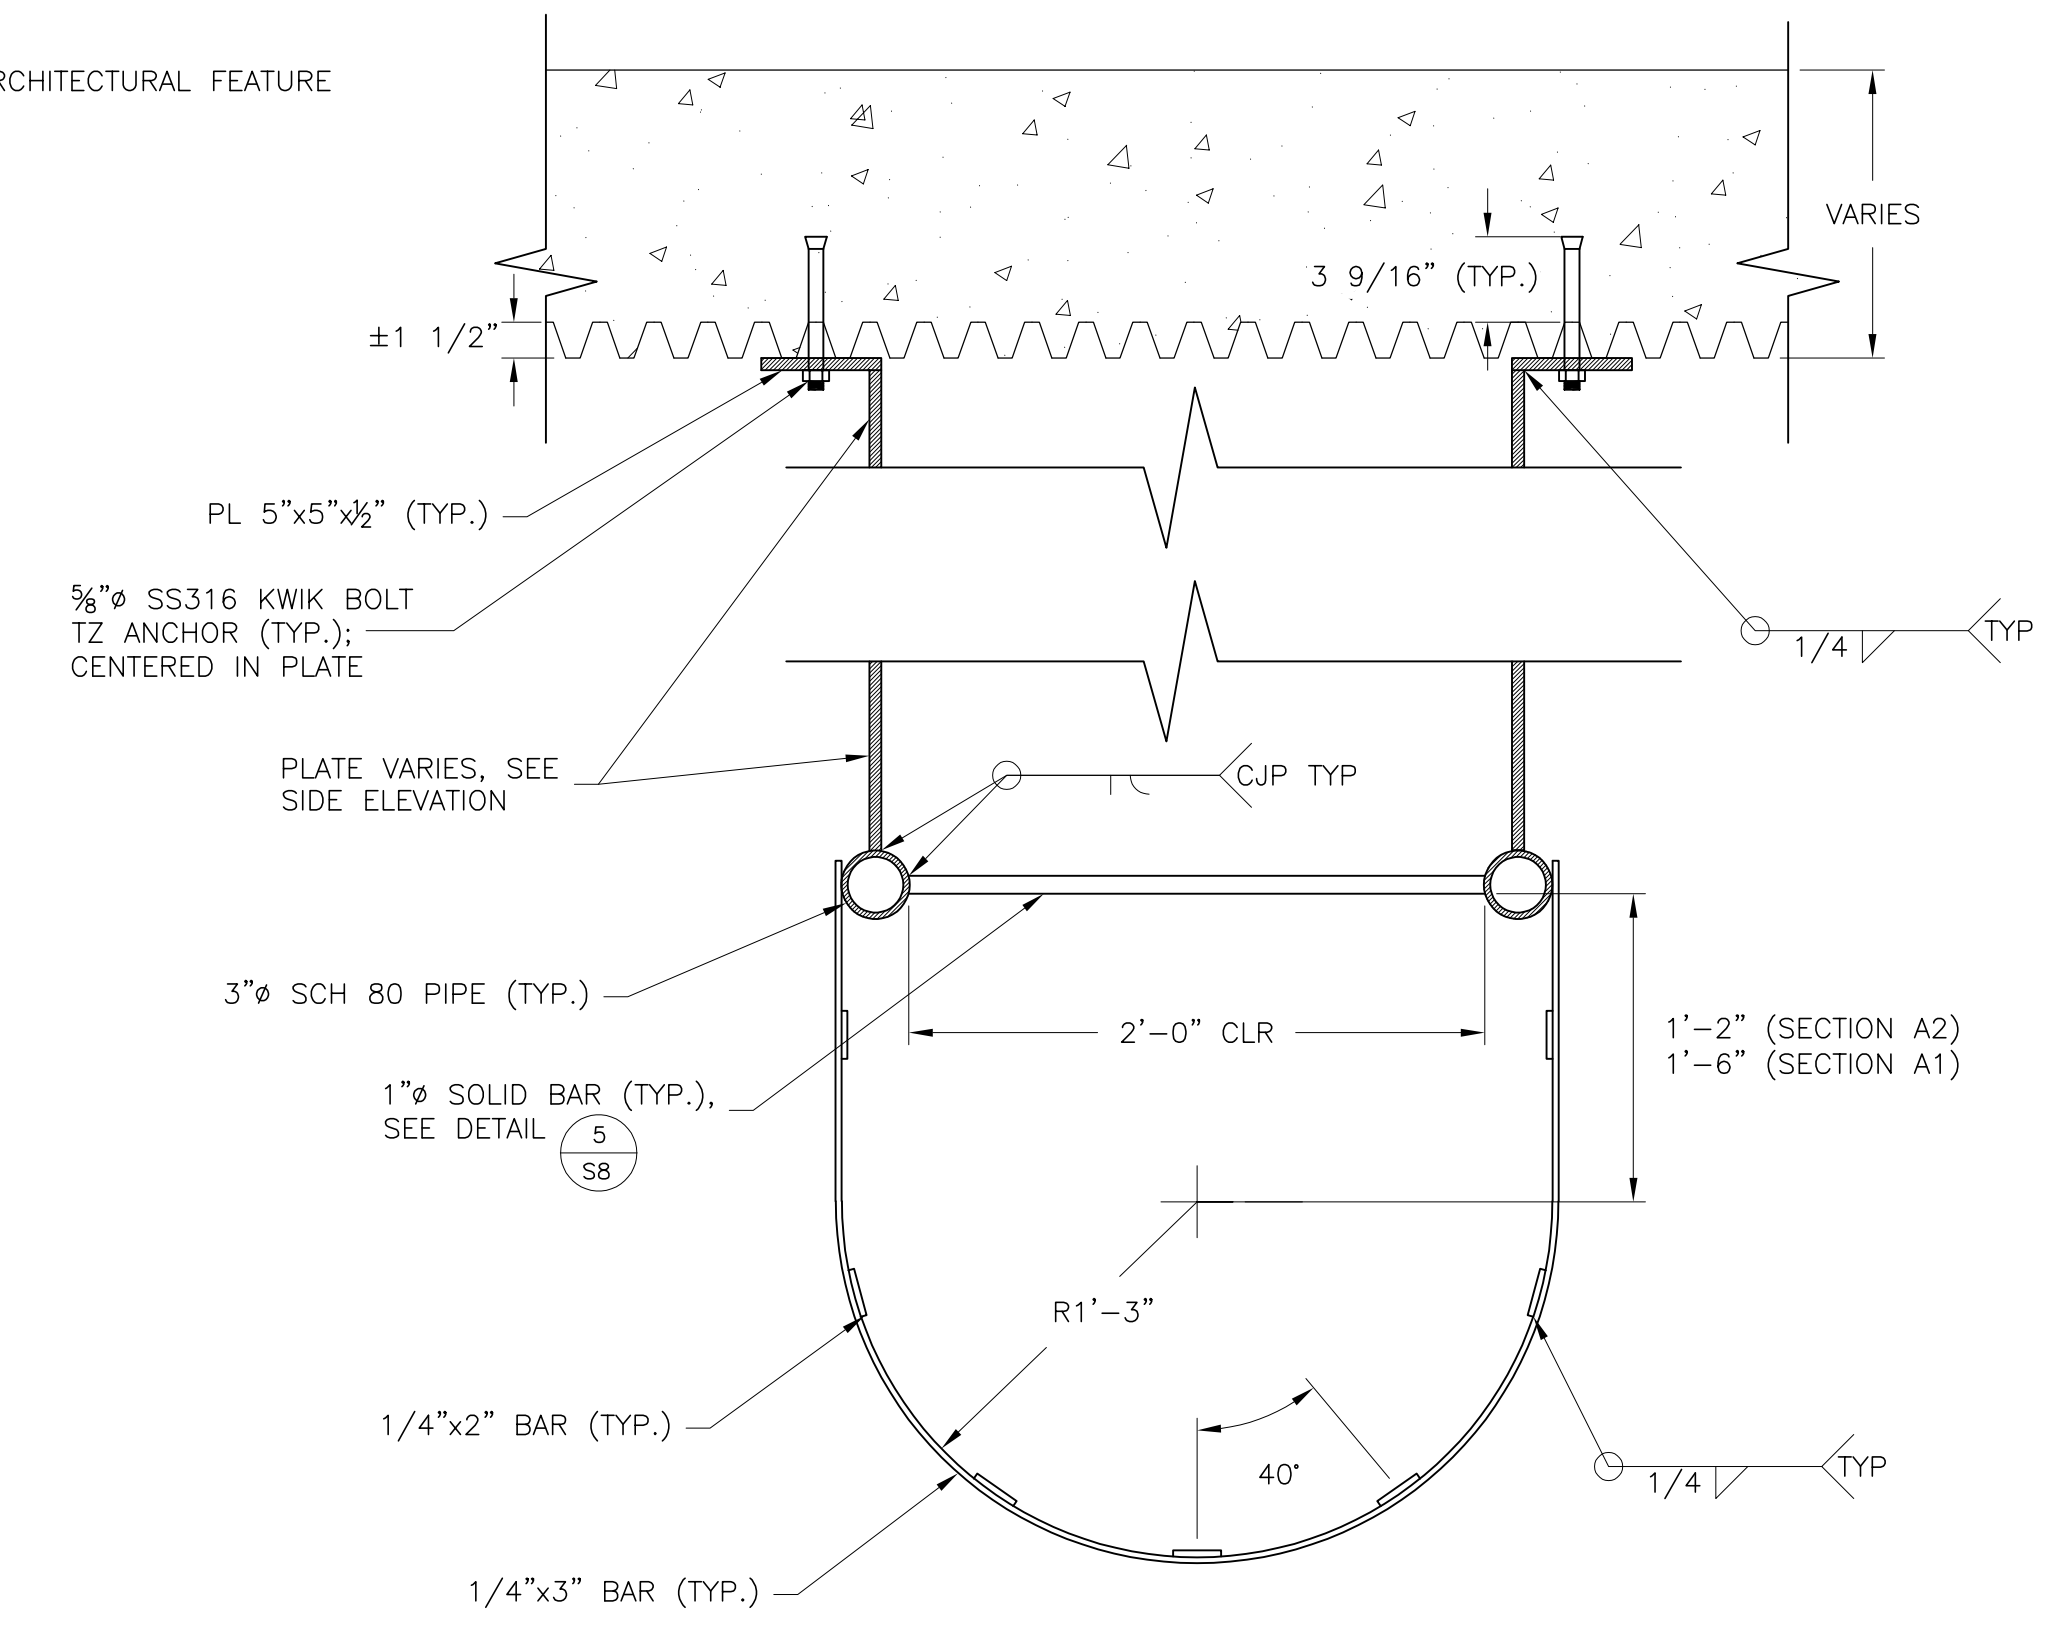 RCHITECTURAL FEATURE
VARIES
3 9/16” (TYP.)
±1 1/2”
PL 5”x5”x½” (TYP.)
⅝”ø SS316 KWIK BOLT
TZ ANCHOR (TYP.);
CENTERED IN PLATE
1/4
TYP
PLATE VARIES, SEE
SIDE ELEVATION
CJP TYP
3”ø SCH 80 PIPE (TYP.)
2’-0” CLR
1’-2” (SECTION A2)
1’-6” (SECTION A1)
1”ø SOLID BAR (TYP.),
SEE DETAIL
5
S8
R1’-3”
1/4”x2” BAR (TYP.)
40°
1/4
TYP
1/4”x3” BAR (TYP.)